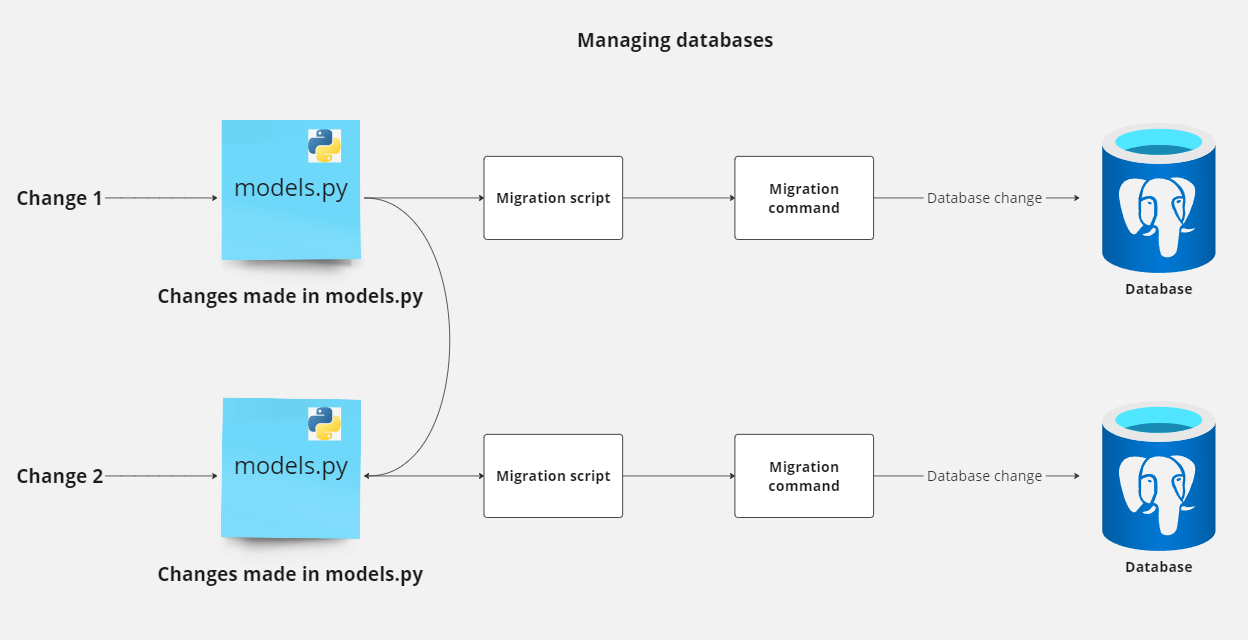 Managing databases
Change 1
models.py
Migration script
Migration
command
Database change
Database
Changes made in models.py
Change 2
models.py
Migration script
Migration
command
Database change
Database
Changes made in models.py